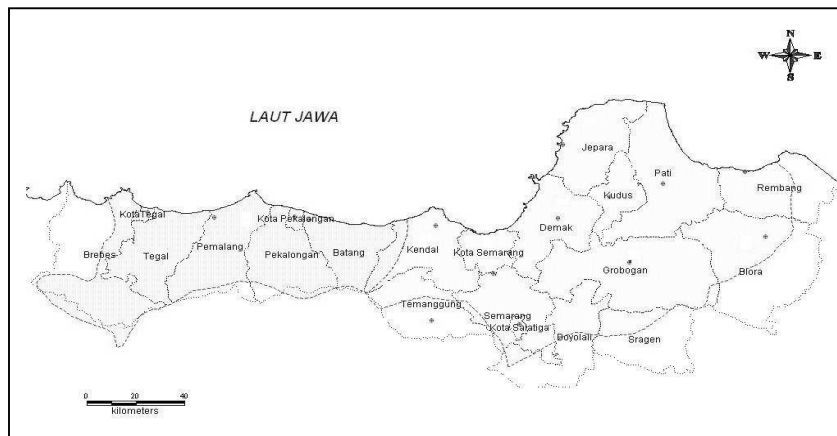 N
W E
S
LAUT JAWA
Jepara
Pati
Kudus
Rembang
Kota Tegal
Kota Pekalongan
Demak
Brebes
Tegal
Pemalang
Pekalongan
Batang
Kendal
Kota Semarang
Grobogan
Blora
Temanggung
Semarang
Kota Salatiga
Boyolali
Sragen
0 20 40
kilometers